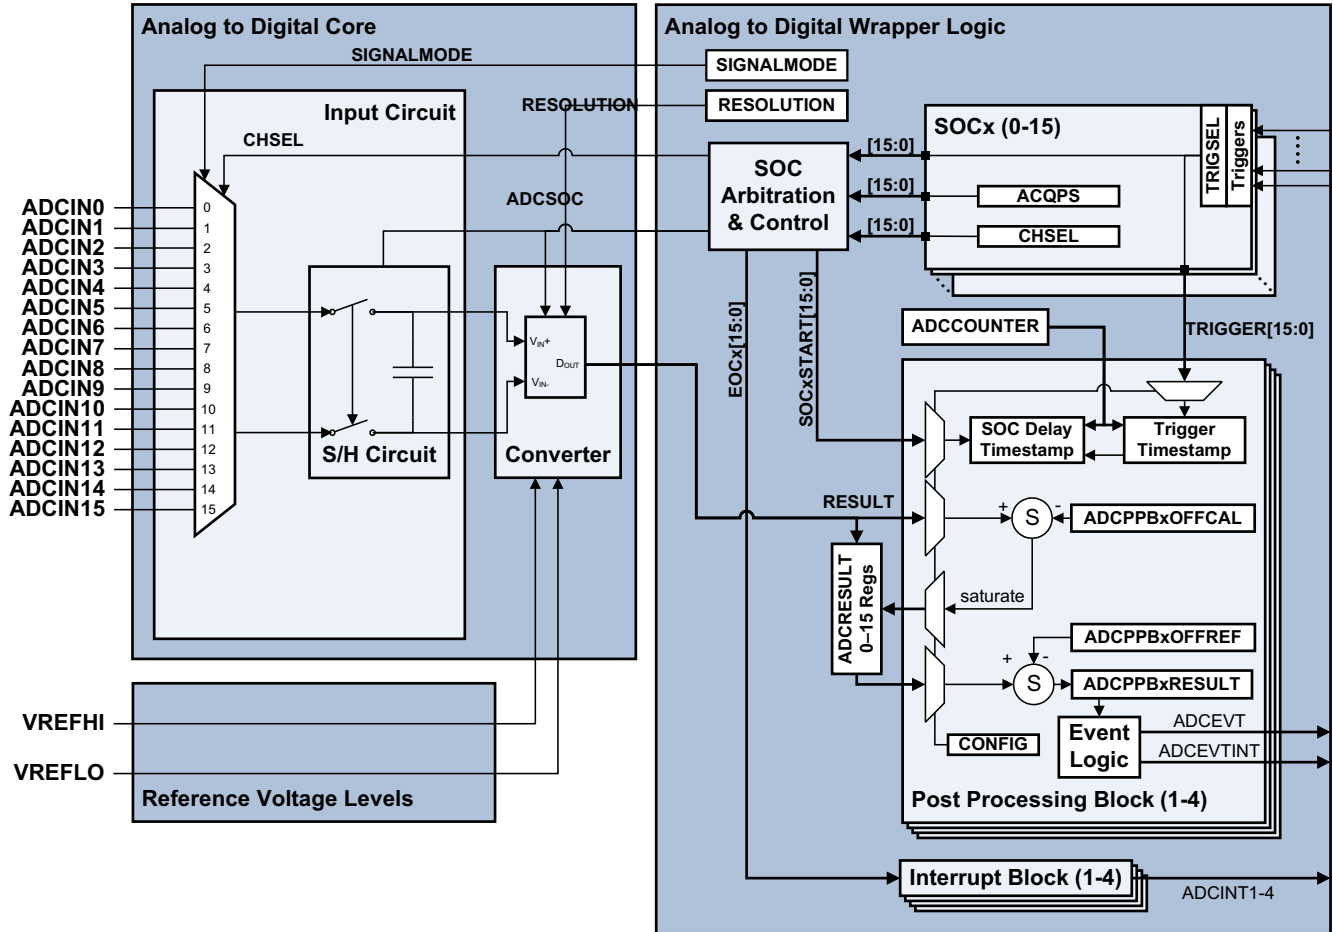 Analog to Digital Core
Analog to Digital Wrapper Logic
SIGNALMODE
SIGNALMODE
RESOLUTION
RESOLUTION
Input Circuit
CHSEL
ADCSOC
SOC
Arbitration
& Control
[15:0]
[15:0]
[15:0]
SOCx (0-15)
TRIGSEL
Triggers
ACQPS
CHSEL
ADCIN0
ADCIN1
ADCIN2
ADCIN3
ADCIN4
ADCIN5
ADCIN6
ADCIN7
ADCIN8
ADCIN9
ADCIN10
ADCIN11
ADCIN12
ADCIN13
ADCIN14
ADCIN15
0
1
2
3
4
5
6
7
8
9
10
11
12
13
14
15
S/H Circuit
VIN+
VIN-
DOUT
Converter
EOCx[15:0]
SOCxSTART[15:0]
ADCCOUNTER
TRIGGER[15:0]
SOC Delay
Timestamp
Trigger
Timestamp
RESULT
+
S
-
ADCPPBxOFFCAL
ADCRESULT
0–15 Regs
saturate
ADCPPBxOFFREF
+
-
S
ADCPPBxRESULT
CONFIG
Event
Logic
ADCEVT
ADCEVTINT
Post Processing Block (1-4)
VREFHI
VREFLO
Reference Voltage Levels
Interrupt Block (1-4)
ADCINT1-4